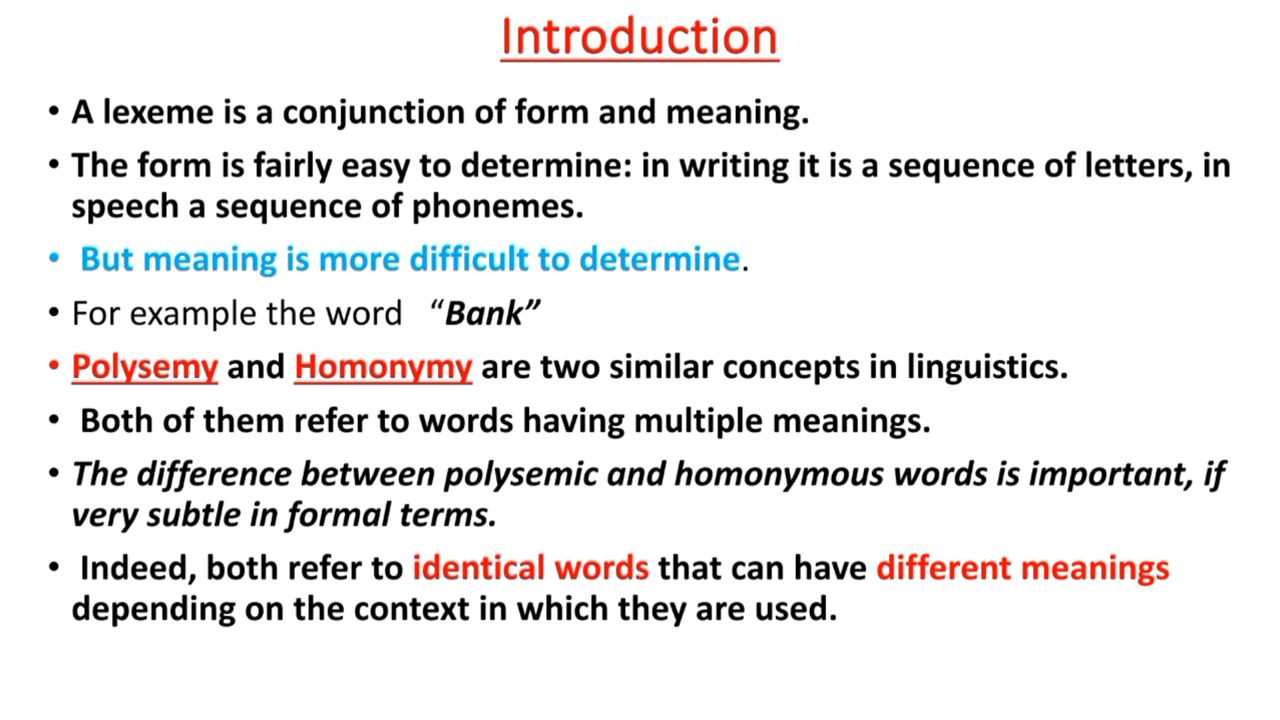 Introduction
• A lexeme is a conjunction of form and meaning.
• The form is fairly easy to determine: in writing it is a sequence of letters, in
speech a sequence of phonemes.
• But meaning is more difficult to determine.
• For example the word “Bank”
• Polysemy and Homonymy are two similar concepts in linguistics.
• Both of them refer to words having multiple meanings.
• The difference between polysemic and homonymous words is important, if
very subtle in formal terms.
• Indeed, both refer to identical words that can have different meanings
depending on the context in which they are used.